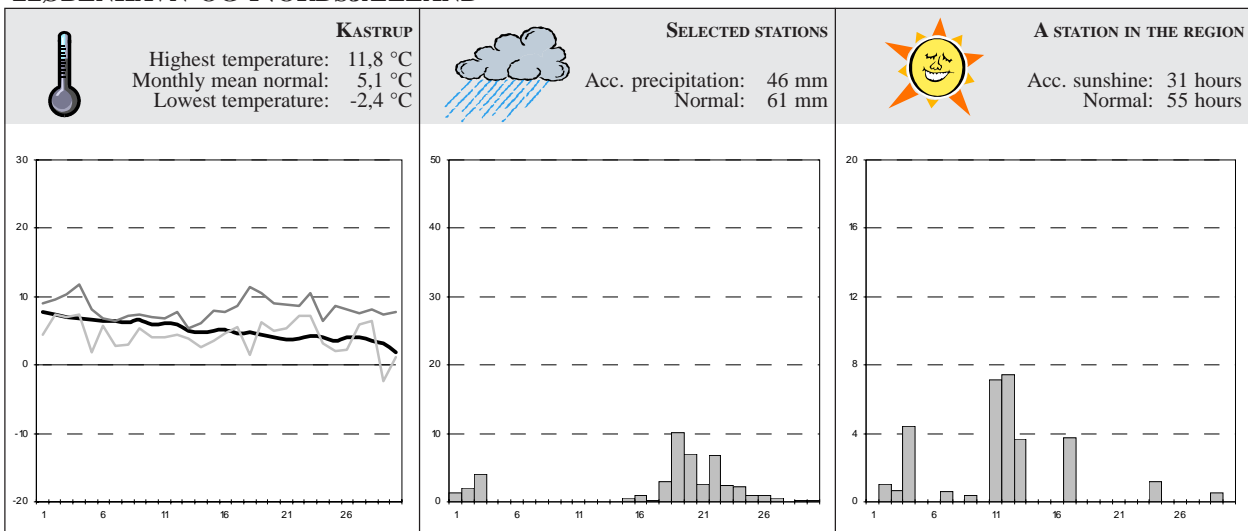 KASTRUP
Highest temperature: 11,8 °C
Monthly mean normal: 5,1 °C
Lowest temperature: -2,4 °C
SELECTED STATIONS
Acc. precipitation: 46 mm
Normal: 61 mm
A STATION IN THE REGION
Acc. sunshine: 31 hours
Normal: 55 hours
30
20
10
0
-10
-20
1 6 11 16 21 26
50
40
30
20
10
0
1 6 11 16 21 26
20
16
12
8
4
0
1 6 11 16 21 26